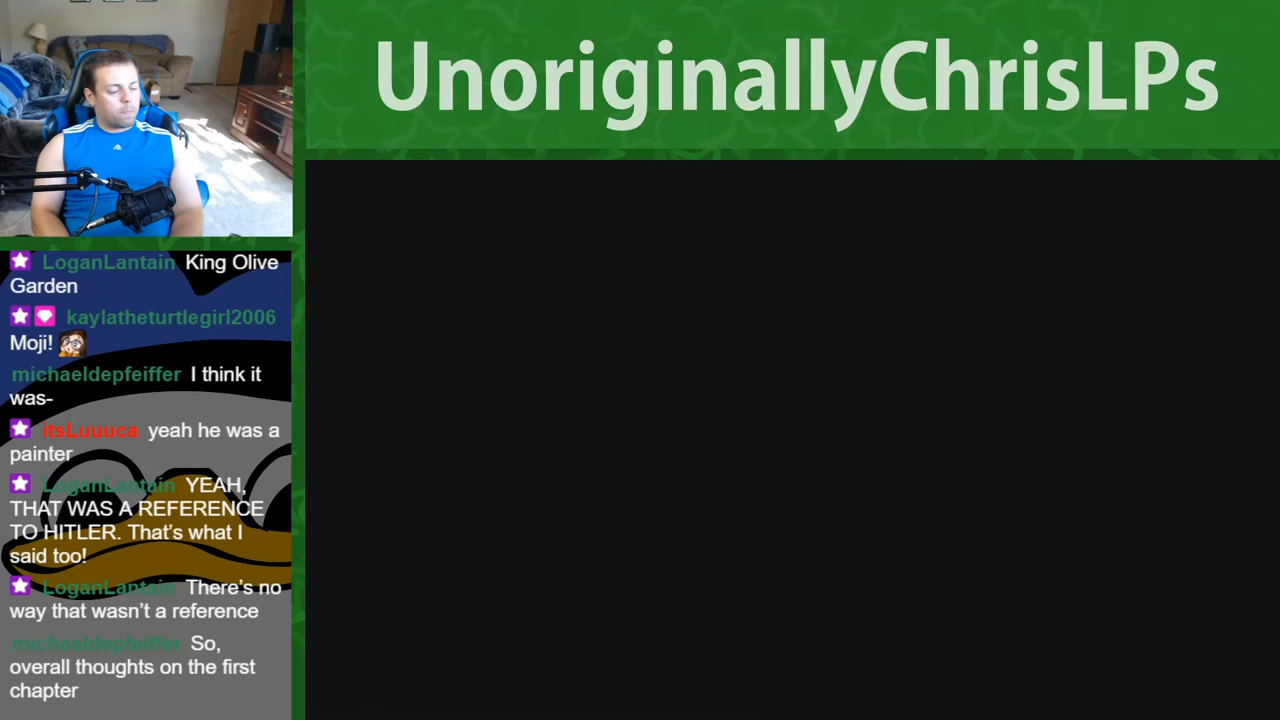 UnoriginallyChrisLPs
LoganLantain King Olive
Garden
kaylatheturtlegirl2006
Moji!
michaeldepfeiffer I think it
was-
itsLuuuca yeah he was a
painter
LoganLantain YEAH,
THAT WAS A REFERENCE
TO HITLER. That's what I
said too!
LoganLantain There's no
way that wasn't a reference
michaeldepfeiffer So,
overall thoughts on the first
chapter